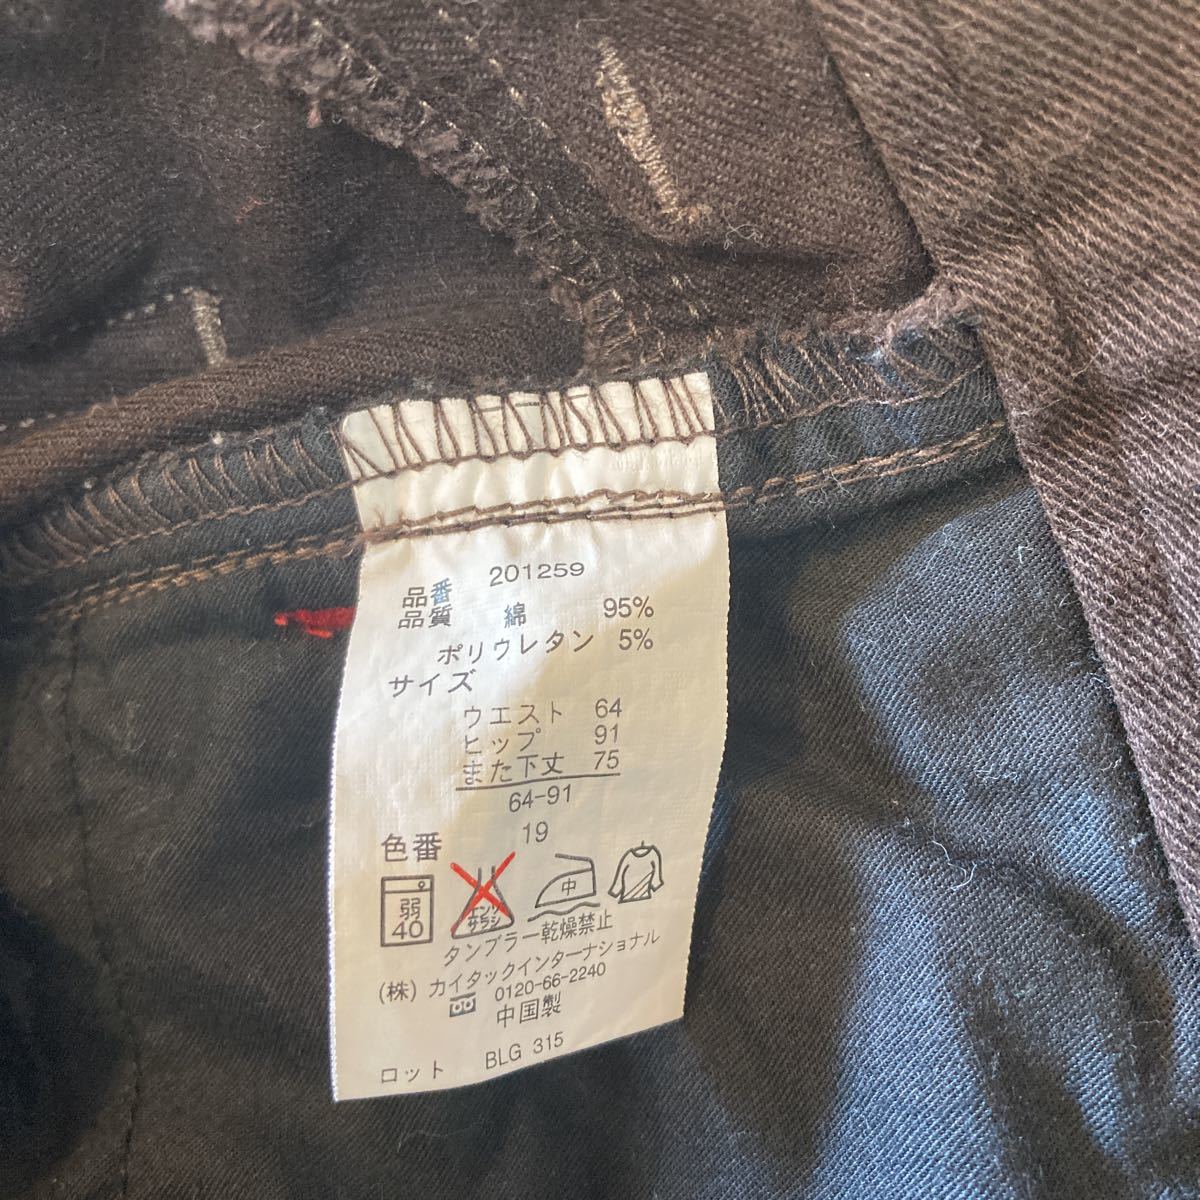 品番 201259
品質 綿 95%
ポリウレタン 5%
サイズ
ウエスト 64
ヒップ 91
また下丈 75
64-91
色番 19
弱
40
エンソ
サラシ
中
タンブラー乾燥禁止
(株) カイタックインターナショナル
0120-66-2240
中国製
ロット BLG 315